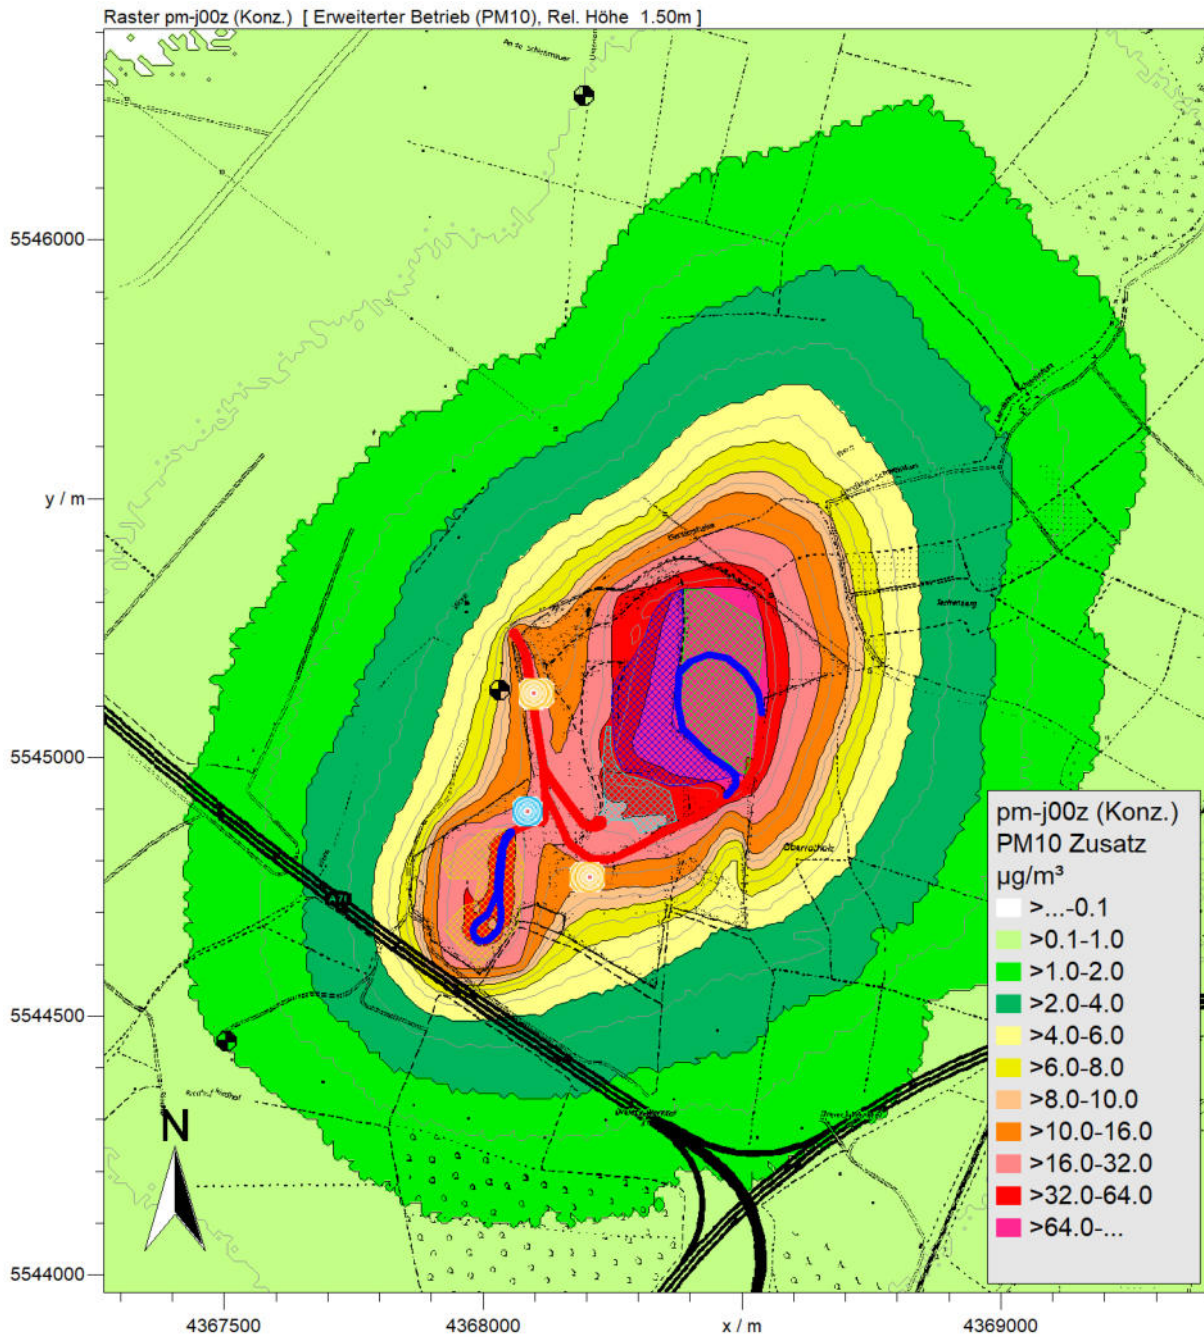 Raster pm-j00z (Konz.) [ Erweiterter Betrieb (PM10), Rel. Höhe 1.50m ]
5546000
y / m
5545000
5544500
5544000
4367500
4368000
x / m
4369000
N
pm-j00z (Konz.)
PM10 Zusatz
µg/m³
>...-0.1
>0.1-1.0
>1.0-2.0
>2.0-4.0
>4.0-6.0
>6.0-8.0
>8.0-10.0
>10.0-16.0
>16.0-32.0
>32.0-64.0
>64.0-...